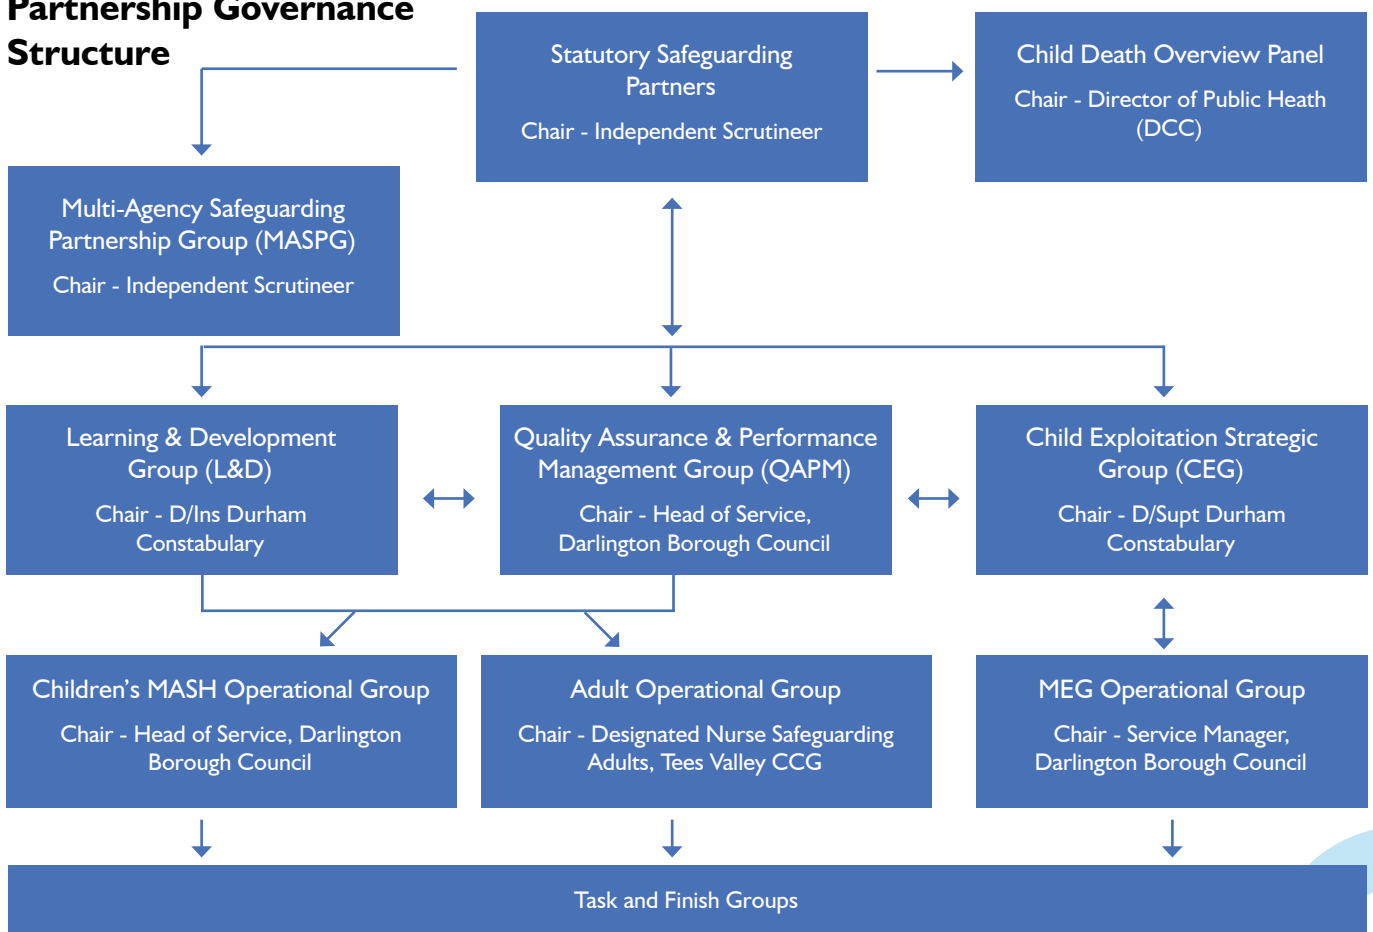 Partnership Governance
Structure
Statutory Safeguarding
Partners
Chair - Independent Scrutineer
Child Death Overview Panel
Chair - Director of Public Heath
(DCC)
Multi-Agency Safeguarding
Partnership Group (MASPG)
Chair - Independent Scrutineer
Learning & Development
Group (L&D)
Chair - D/Ins Durham
Constabulary
Quality Assurance & Performance
Management Group (QAPM)
Chair - Head of Service,
Darlington Borough Council
Child Exploitation Strategic
Group (CEG)
Chair - D/Supt Durham
Constabulary
Children’s MASH Operational Group
Chair - Head of Service, Darlington
Borough Council
Adult Operational Group
Chair - Designated Nurse Safeguarding
Adults, Tees Valley CCG
MEG Operational Group
Chair - Service Manager,
Darlington Borough Council
Task and Finish Groups